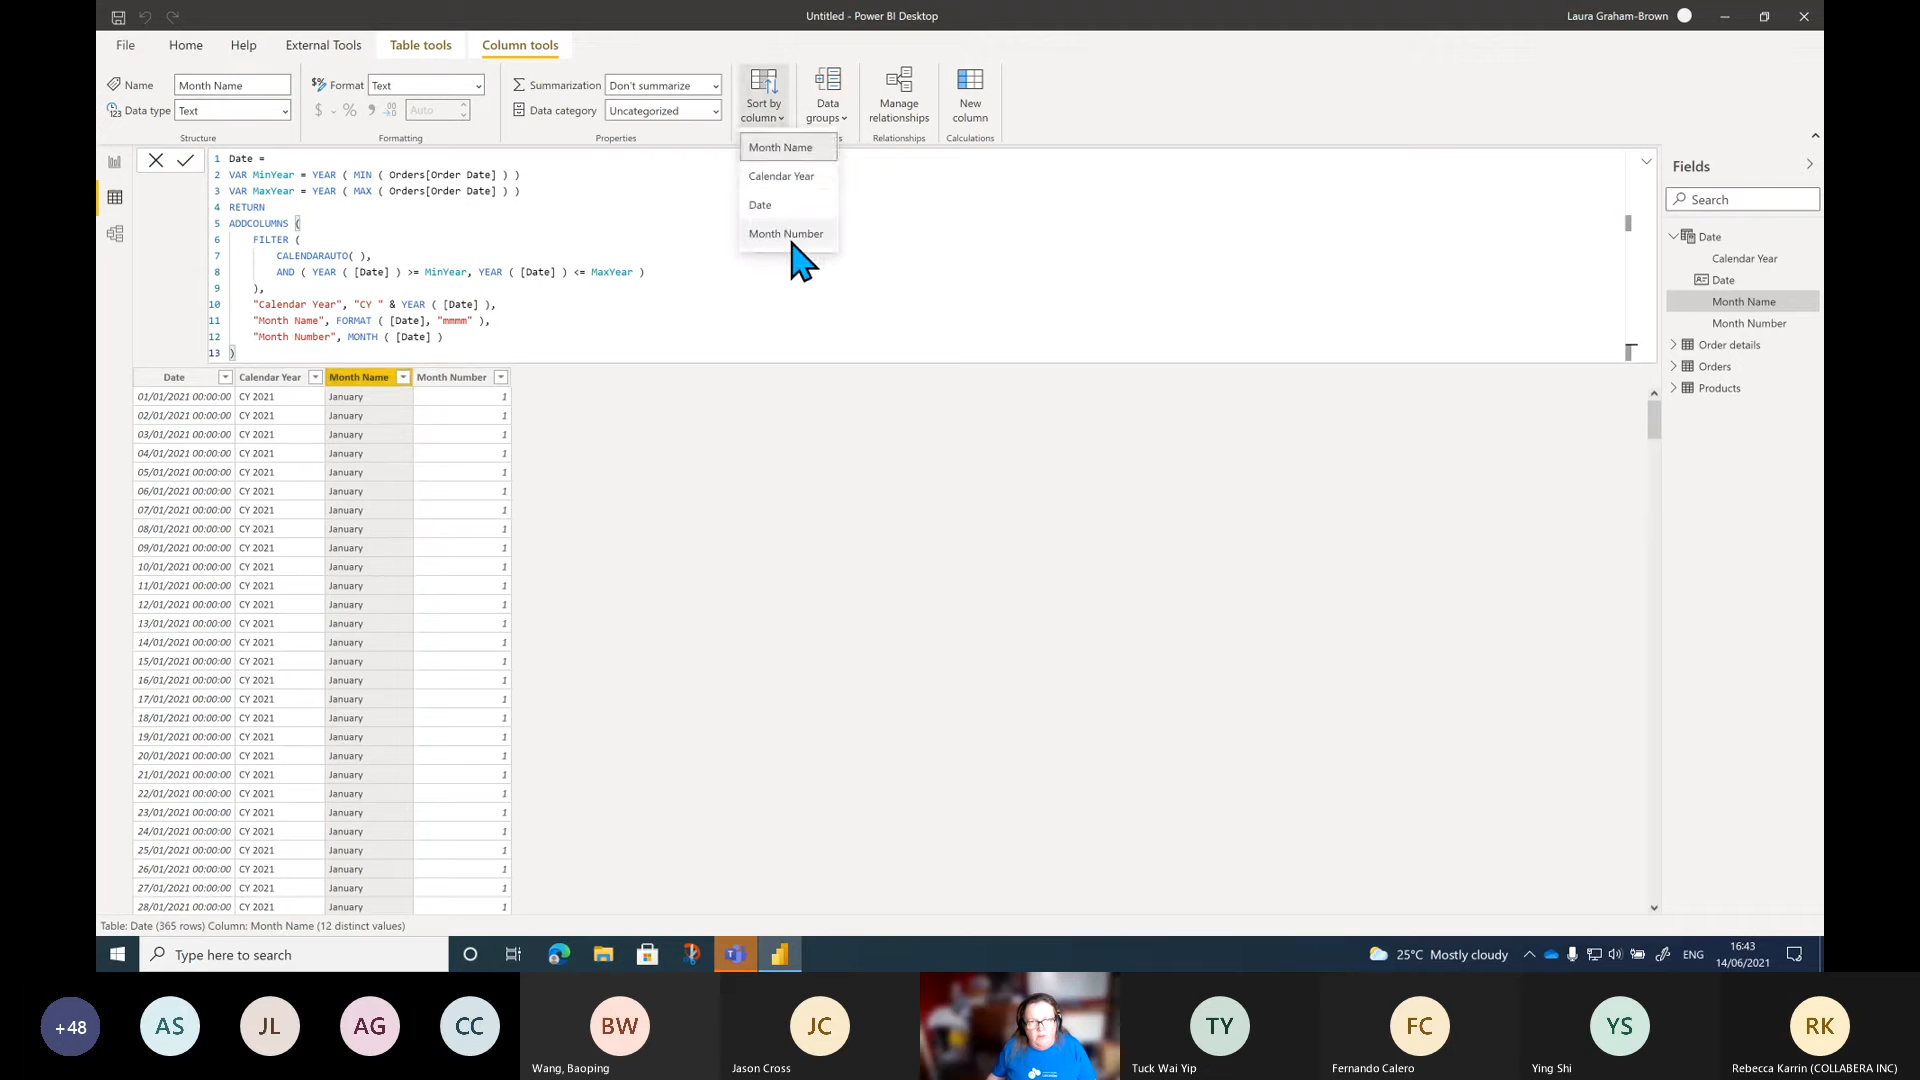 Untitled - Power BI Desktop
Laura Graham-Brown
File
Home
Help
External Tools
Table tools
Column tools
Name
Month Name
Data type
Text
Structure
Format
Text
$
%
Auto
Formatting
Summarization
Don't summarize
Data category
Uncategorized
Properties
Sort by
column
Data
groups
Manage
relationships
Relationships
New
column
Calculations
Month Name
Calendar Year
Date
Month Number
1 Date =
2 VAR MinYear = YEAR ( MIN ( Orders[Order Date] ) )
3 VAR MaxYear = YEAR ( MAX ( Orders[Order Date] ) )
4 RETURN
5 ADDCOLUMNS (
6 FILTER (
7 CALENDARAUTO( ),
8 AND ( YEAR ( [Date] ) >= MinYear, YEAR ( [Date] ) <= MaxYear )
9 ),
10 "Calendar Year", "CY " & YEAR ( [Date] ),
11 "Month Name", FORMAT ( [Date], "mmmm" ),
12 "Month Number", MONTH ( [Date] )
13 )
Fields
Search
Date
Calendar Year
Date
Month Name
Month Number
Order details
Orders
Products
Date Calendar Year Month Name Month Number
01/01/2021 00:00:00 CY 2021 January 1
02/01/2021 00:00:00 CY 2021 January 1
03/01/2021 00:00:00 CY 2021 January 1
04/01/2021 00:00:00 CY 2021 January 1
05/01/2021 00:00:00 CY 2021 January 1
06/01/2021 00:00:00 CY 2021 January 1
07/01/2021 00:00:00 CY 2021 January 1
08/01/2021 00:00:00 CY 2021 January 1
09/01/2021 00:00:00 CY 2021 January 1
10/01/2021 00:00:00 CY 2021 January 1
11/01/2021 00:00:00 CY 2021 January 1
12/01/2021 00:00:00 CY 2021 January 1
13/01/2021 00:00:00 CY 2021 January 1
14/01/2021 00:00:00 CY 2021 January 1
15/01/2021 00:00:00 CY 2021 January 1
16/01/2021 00:00:00 CY 2021 January 1
17/01/2021 00:00:00 CY 2021 January 1
18/01/2021 00:00:00 CY 2021 January 1
19/01/2021 00:00:00 CY 2021 January 1
20/01/2021 00:00:00 CY 2021 January 1
21/01/2021 00:00:00 CY 2021 January 1
22/01/2021 00:00:00 CY 2021 January 1
23/01/2021 00:00:00 CY 2021 January 1
24/01/2021 00:00:00 CY 2021 January 1
25/01/2021 00:00:00 CY 2021 January 1
26/01/2021 00:00:00 CY 2021 January 1
27/01/2021 00:00:00 CY 2021 January 1
28/01/2021 00:00:00 CY 2021 January 1
Table: Date (365 rows) Column: Month Name (12 distinct values)
Type here to search
25°C Mostly cloudy
ENG
16:43
14/06/2021
+48
AS
JL
AG
CC
BW
JC
TY
FC
YS
RK
Wang, Baoping
Jason Cross
Tuck Wai Yip
Fernando Calero
Ying Shi
Rebecca Karrin (COLLABERA INC)